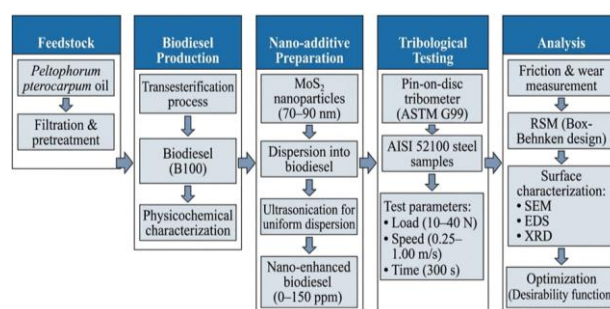 Feedstock
Peltophorum
pterocarpum oil
Filtration &
pretreatment
Biodiesel
Production
Transesterification
process
Biodiesel
(B100)
Physicochemical
characterization
Nano-additive
Preparation
MoS₂
nanoparticles
(70–90 nm)
Dispersion into
biodiesel
Ultrasonication for
uniform dispersion
Nano-enhanced
biodiesel
(0–150 ppm)
Tribological
Testing
Pin-on-disc
tribometer
(ASTM G99)
AISI 52100 steel
samples
Test parameters:
• Load (10–40 N)
• Speed (0.25–
1.00 m/s)
• Time (300 s)
Analysis
Friction & wear
measurement
RSM (Box-
Behnken design)
Surface
characterization:
• SEM
• EDS
• XRD
Optimization
(Desirability function)